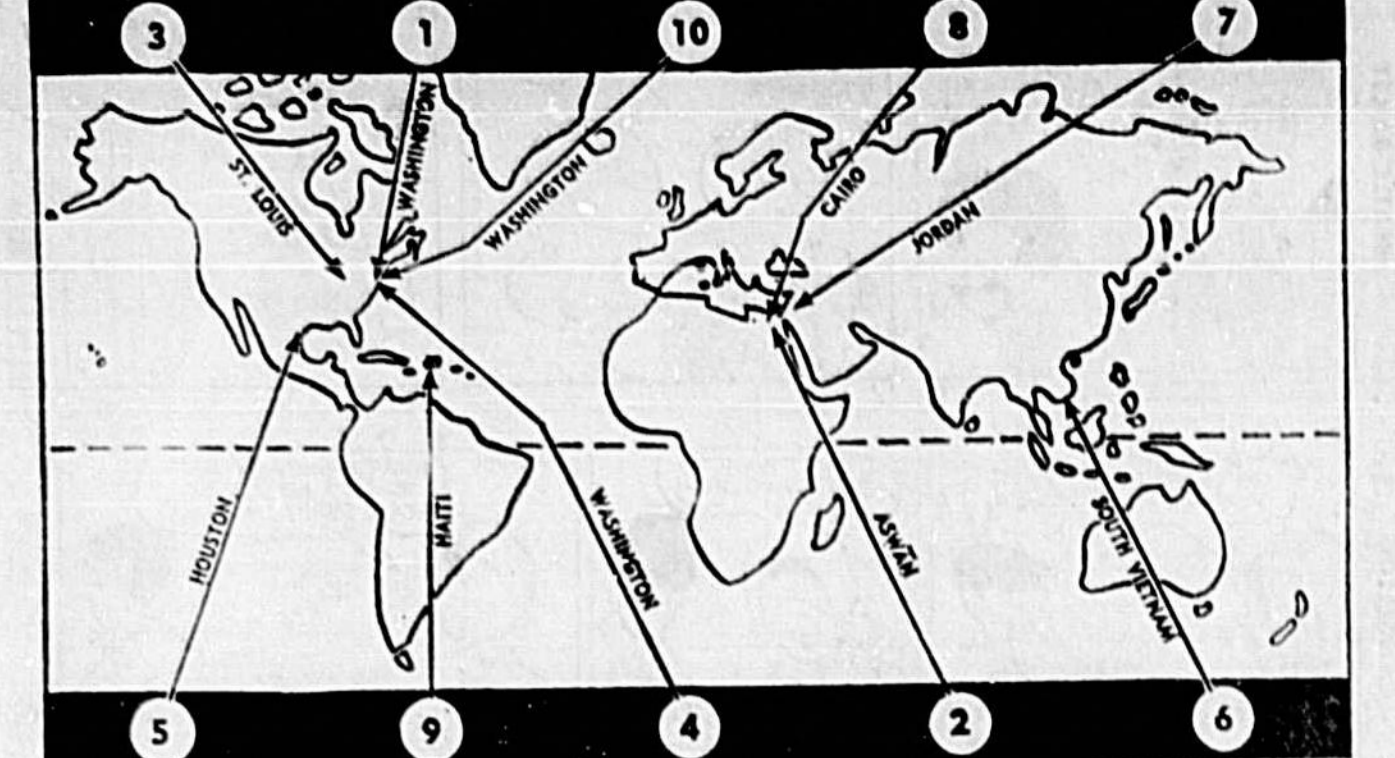 3
1
10
8
7
ST. LOUIS
WASHINGTON
WASHINGTON
CAIRO
JORDAN
HOUSTON
HAITI
WASHINGTON
ASWAN
SOUTH VIETNAM
5
9
4
2
6